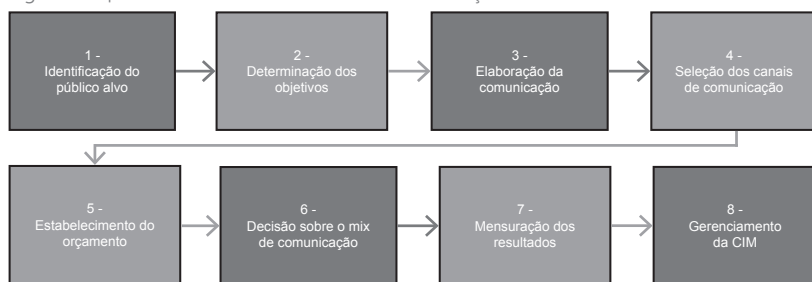 1 -
Identificação do
público alvo
2 -
Determinação dos
objetivos
3 -
Elaboração da
comunicação
4 -
Seleção dos canais
de comunicação
5 -
Estabelecimento do
orçamento
6 -
Decisão sobre o mix
de comunicação
7 -
Mensuração dos
resultados
8 -
Gerenciamento
da CIM